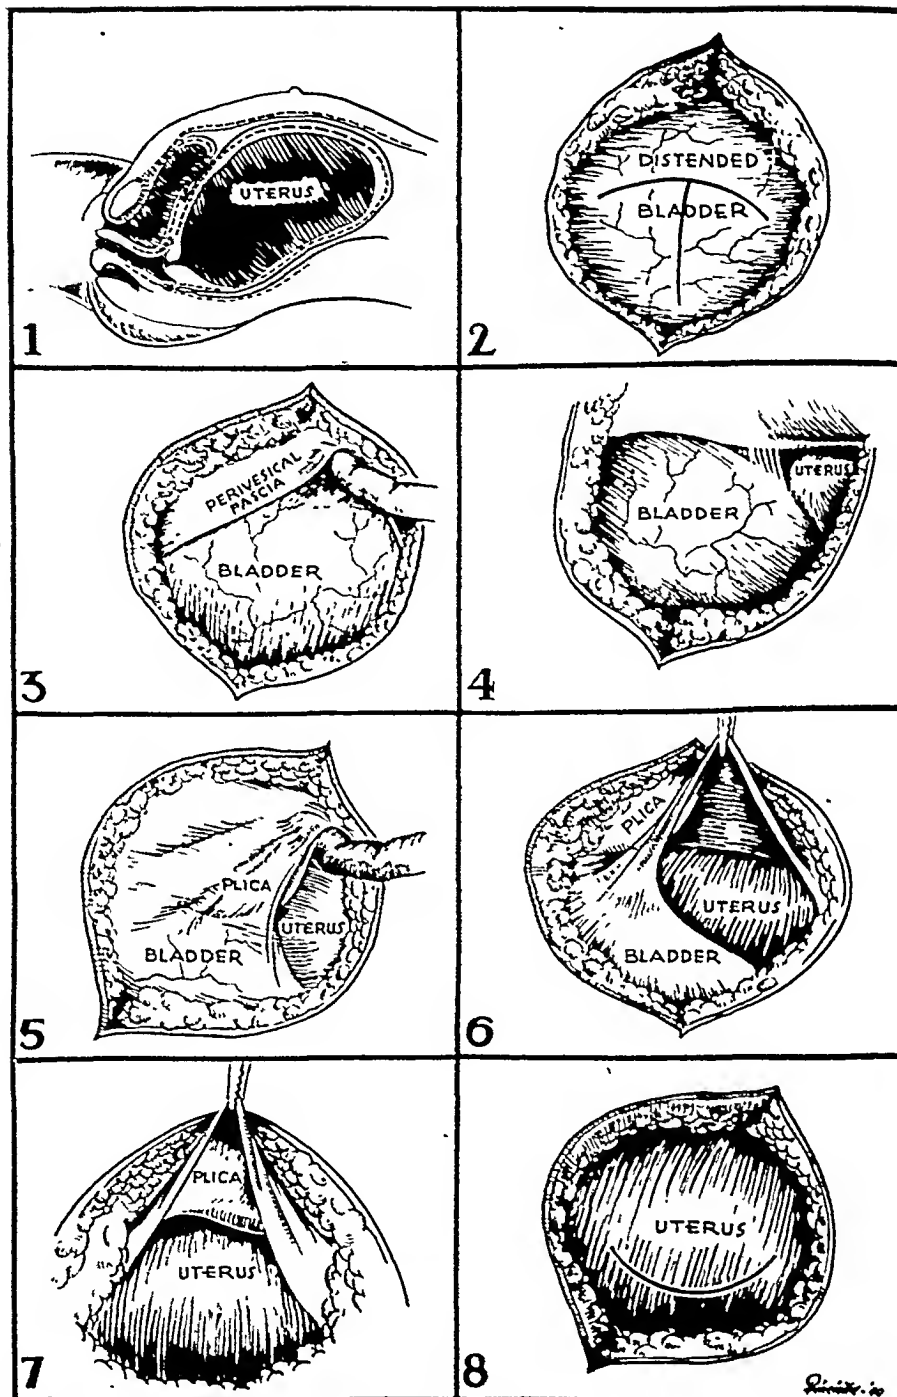 UTERUS
1
DISTENDED
BLADDER
2
PERIVESICAL
FASCIA
BLADDER
3
UTERUS
BLADDER
4
PLICA
UTERUS
BLADDER
5
PLICA
UTERUS
BLADDER
6
PLICA
UTERUS
7
UTERUS
8